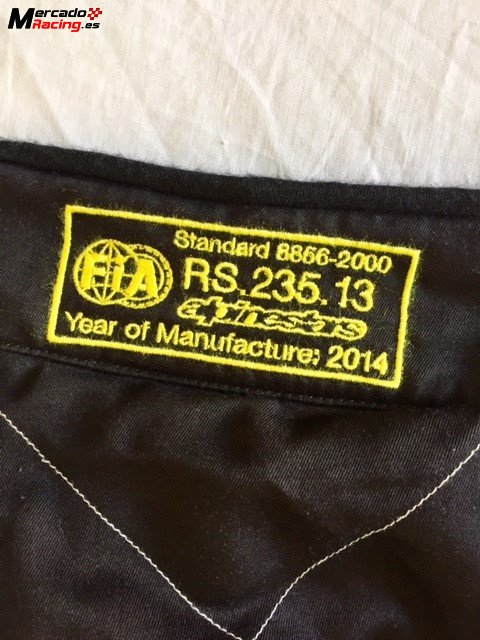 Mercado
Racing.es
Standard 8856-2000
FIA
RS.235.13
alpinestars
Year of Manufacture: 2014